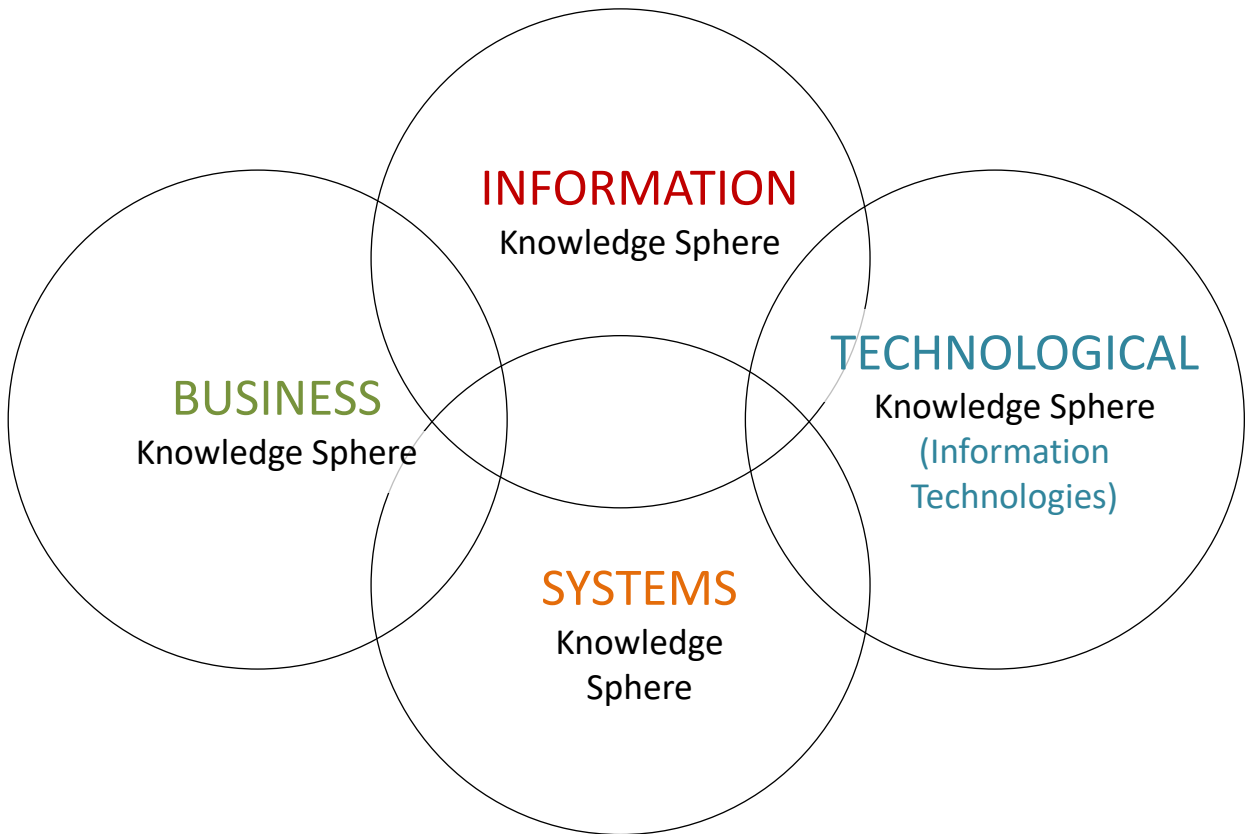 INFORMATION
Knowledge Sphere
BUSINESS
Knowledge Sphere
TECHNOLOGICAL
Knowledge Sphere
(Information
Technologies)
SYSTEMS
Knowledge
Sphere